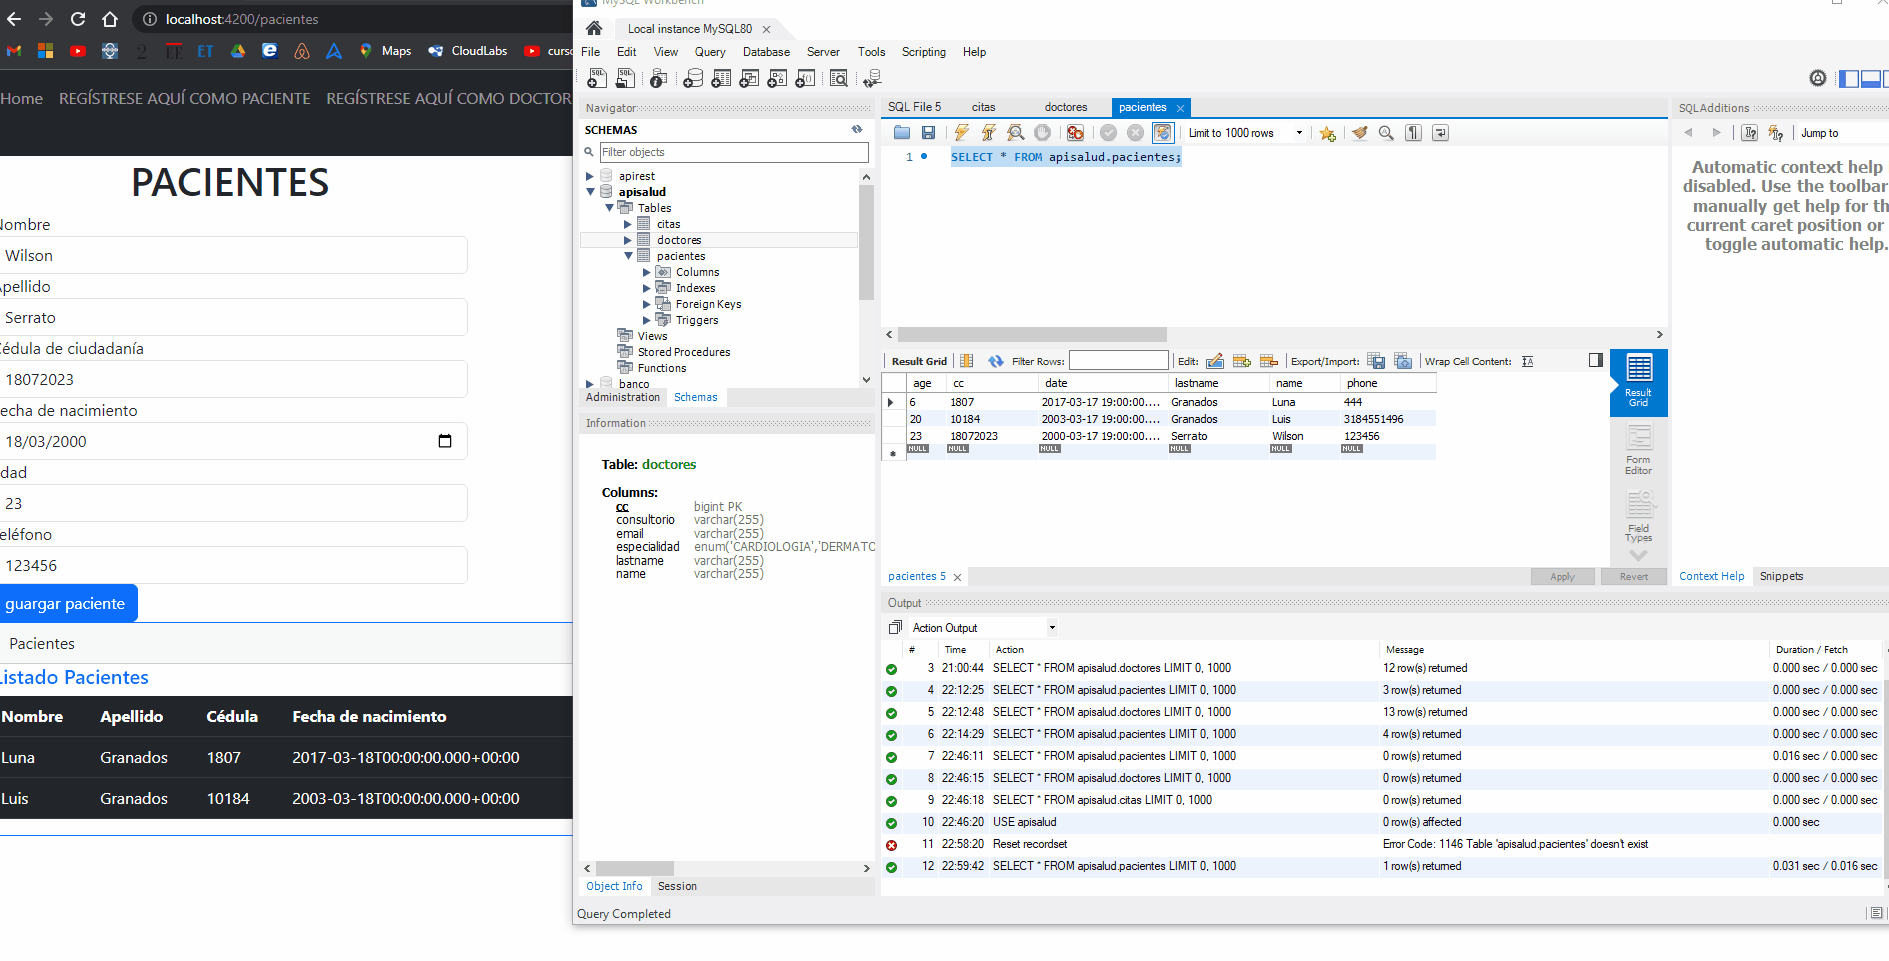 localhost:4200/pacientes
Maps
CloudLabs
curso
Home
REGÍSTRESE AQUÍ COMO PACIENTE
REGÍSTRESE AQUÍ COMO DOCTOR
PACIENTES
Nombre
Wilson
Apellido
Serrato
Cédula de ciudadanía
18072023
echa de nacimiento
18/03/2000
dad
23
eléfono
123456
guargar paciente
Pacientes
Listado Pacientes
Nombre Apellido Cédula Fecha de nacimiento
Luna Granados 1807 2017-03-18T00:00:00.000+00:00
Luis Granados 10184 2003-03-18T00:00:00.000+00:00
MySQL Workbench
Local instance MySQL80
File Edit View Query Database Server Tools Scripting Help
Navigator
SCHEMAS
Filter objects
apirest
apisalud
Tables
citas
doctores
pacientes
Columns
Indexes
Foreign Keys
Triggers
Views
Stored Procedures
Functions
banco
Administration Schemas
Information
Table: doctores
Columns:
cc bigint PK
consultorio varchar(255)
email varchar(255)
especialidad enum('CARDIOLOGIA','DERMATO
lastname varchar(255)
name varchar(255)
Object Info Session
Query Completed
SQL File 5 citas doctores pacientes
Limit to 1000 rows
1 SELECT * FROM apisalud.pacientes;
Result Grid Filter Rows: Edit: Export/Import: Wrap Cell Content:
age cc date lastname name phone
6 1807 2017-03-17 19:00:00.... Granados Luna 444
20 10184 2003-03-17 19:00:00.... Granados Luis 3184551496
23 18072023 2000-03-17 19:00:00.... Serrato Wilson 123456
NULL NULL NULL NULL NULL NULL
Result
Grid
Form
Editor
Field
Types
pacientes 5
Apply Revert
Output
Action Output
# Time Action Message Duration / Fetch
3 21:00:44 SELECT * FROM apisalud.doctores LIMIT 0, 1000 12 row(s) returned 0.000 sec / 0.000 sec
4 22:12:25 SELECT * FROM apisalud.pacientes LIMIT 0, 1000 3 row(s) returned 0.000 sec / 0.000 sec
5 22:12:48 SELECT * FROM apisalud.doctores LIMIT 0, 1000 13 row(s) returned 0.000 sec / 0.000 sec
6 22:14:29 SELECT * FROM apisalud.pacientes LIMIT 0, 1000 4 row(s) returned 0.000 sec / 0.000 sec
7 22:46:11 SELECT * FROM apisalud.pacientes LIMIT 0, 1000 0 row(s) returned 0.016 sec / 0.000 sec
8 22:46:15 SELECT * FROM apisalud.doctores LIMIT 0, 1000 0 row(s) returned 0.000 sec / 0.000 sec
9 22:46:18 SELECT * FROM apisalud.citas LIMIT 0, 1000 0 row(s) returned 0.000 sec / 0.000 sec
10 22:46:20 USE apisalud 0 row(s) affected 0.000 sec
11 22:58:20 Reset recordset Error Code: 1146 Table 'apisalud.pacientes' doesn't exist
12 22:59:42 SELECT * FROM apisalud.pacientes LIMIT 0, 1000 1 row(s) returned 0.031 sec / 0.016 sec
SQLAdditions
Jump to
Automatic context help
disabled. Use the toolbar
manually get help for th
current caret position or
toggle automatic help.
Context Help Snippets